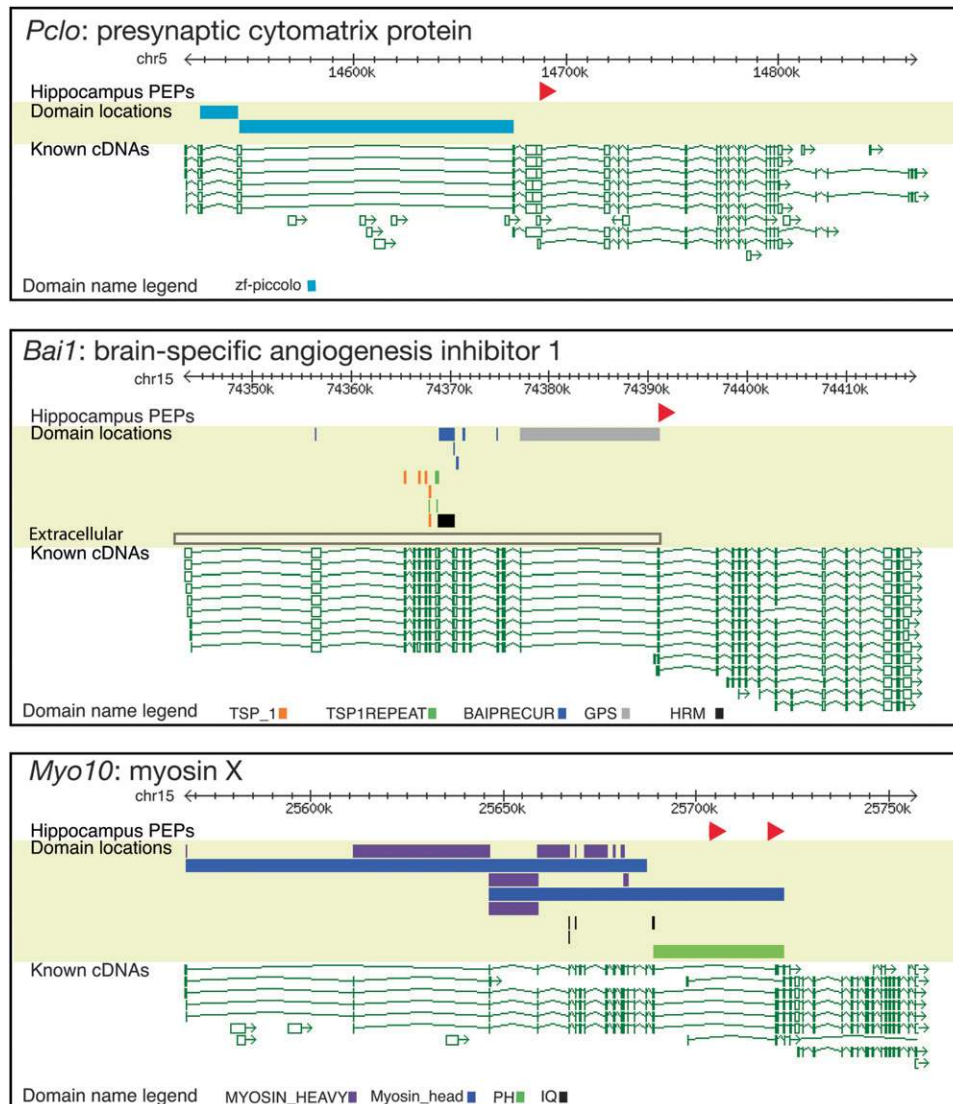 Pclo: presynaptic cytomatrix protein
chr5
14600k 14700k 14800k
Hippocampus PEPs
Domain locations
Known cDNAs
Domain name legend zf-piccolo
Bai1: brain-specific angiogenesis inhibitor 1
chr15
74350k 74360k 74370k 74380k 74390k 74400k 74410k
Hippocampus PEPs
Domain locations
Extracellular
Known cDNAs
Domain name legend TSP_1 TSP1REPEAT BAIPRECUR GPS HRM
Myo10: myosin X
chr15
25600k 25650k 25700k 25750k
Hippocampus PEPs
Domain locations
Known cDNAs
Domain name legend MYOSIN_HEAVY Myosin_head PH IQ